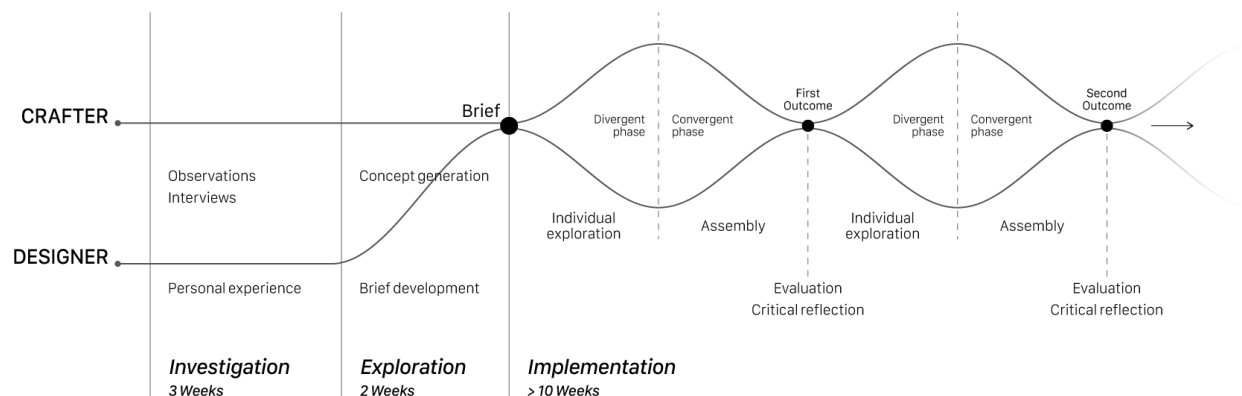 CRAFTER
DESIGNER
Observations
Interviews
Personal experience
Investigation
3 Weeks
Concept generation
Brief development
Exploration
2 Weeks
Brief
Divergent
phase
Convergent
phase
Individual
exploration
Assembly
First
Outcome
Evaluation
Critical reflection
Divergent
phase
Convergent
phase
Individual
exploration
Assembly
Second
Outcome
Evaluation
Critical reflection
Implementation
> 10 Weeks